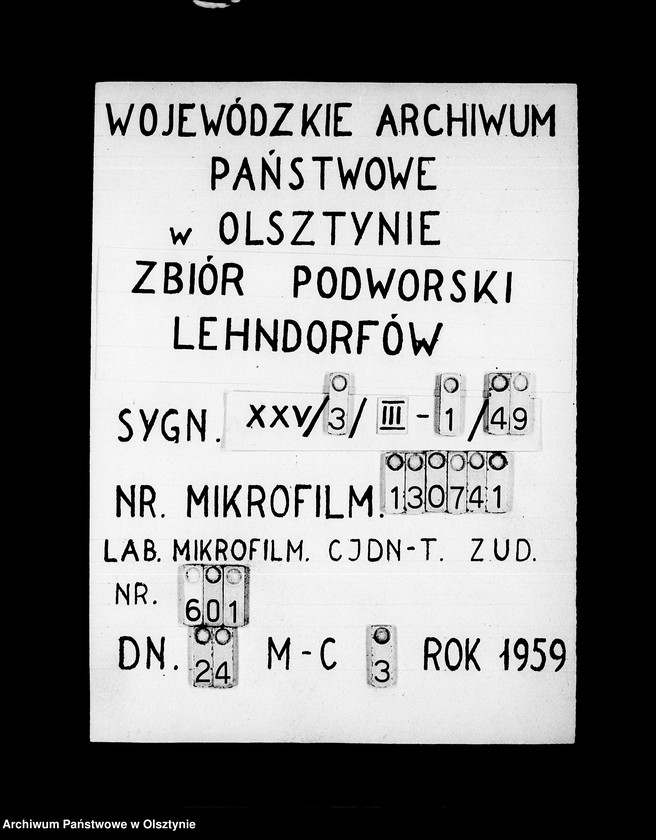 WOJEWÓDZKIE ARCHIWUM
PAŃSTWOWE
w OLSZTYNIE
ZBIÓR PODWORSKI
LEHNDORFÓW
SYGN. XXV/3/III-1/49
NR. MIKROFILM. 130741
LAB. MIKROFILM. CJDN-T. ZUD.
NR. 601
DN. 24 M-C 3 ROK 1959
Archiwum Państwowe w Olsztynie